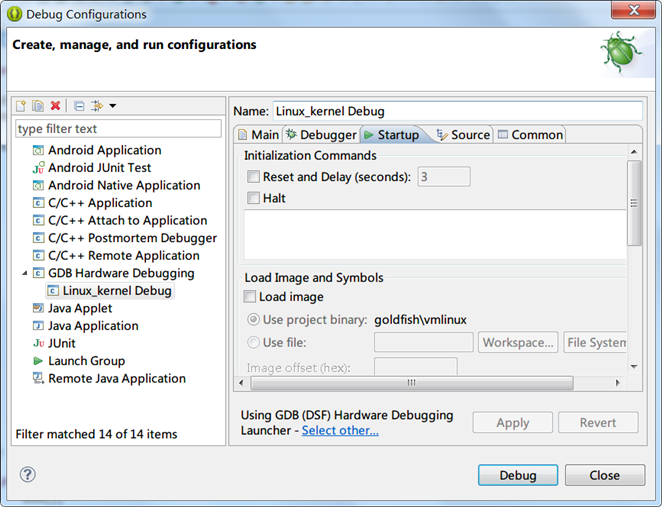 Debug Configurations
Create, manage, and run configurations
type filter text
Android Application
Ju Android JUnit Test
Android Native Application
C/C++ Application
C/C++ Attach to Application
C/C++ Postmortem Debugger
C/C++ Remote Application
GDB Hardware Debugging
Linux_kernel Debug
Java Applet
Java Application
Ju JUnit
Launch Group
Remote Java Application
Filter matched 14 of 14 items
Name: Linux_kernel Debug
Main Debugger Startup Source Common
Initialization Commands
Reset and Delay (seconds): 3
Halt
Load Image and Symbols
Load image
Use project binary: goldfish\vmlinux
Use file: Workspace... File System
Image offset (hex):
Using GDB (DSF) Hardware Debugging
Launcher - Select other...
Apply Revert
? Debug Close